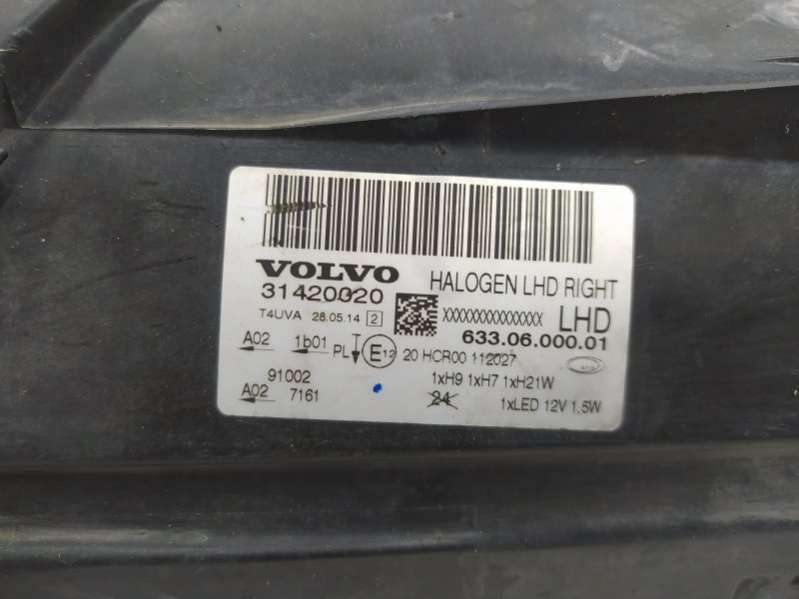 VOLVO HALOGEN LHD RIGHT
31420020 XXXXXXXXXXXXXXX LHD
T4UVA 28.05.14 2 633.06.000.01
A02 1b01 PL E12 20 HCR00 112027
91002 1xH9 1xH7 1xH21W
A02 7161 24 1xLED 12V 1.5W